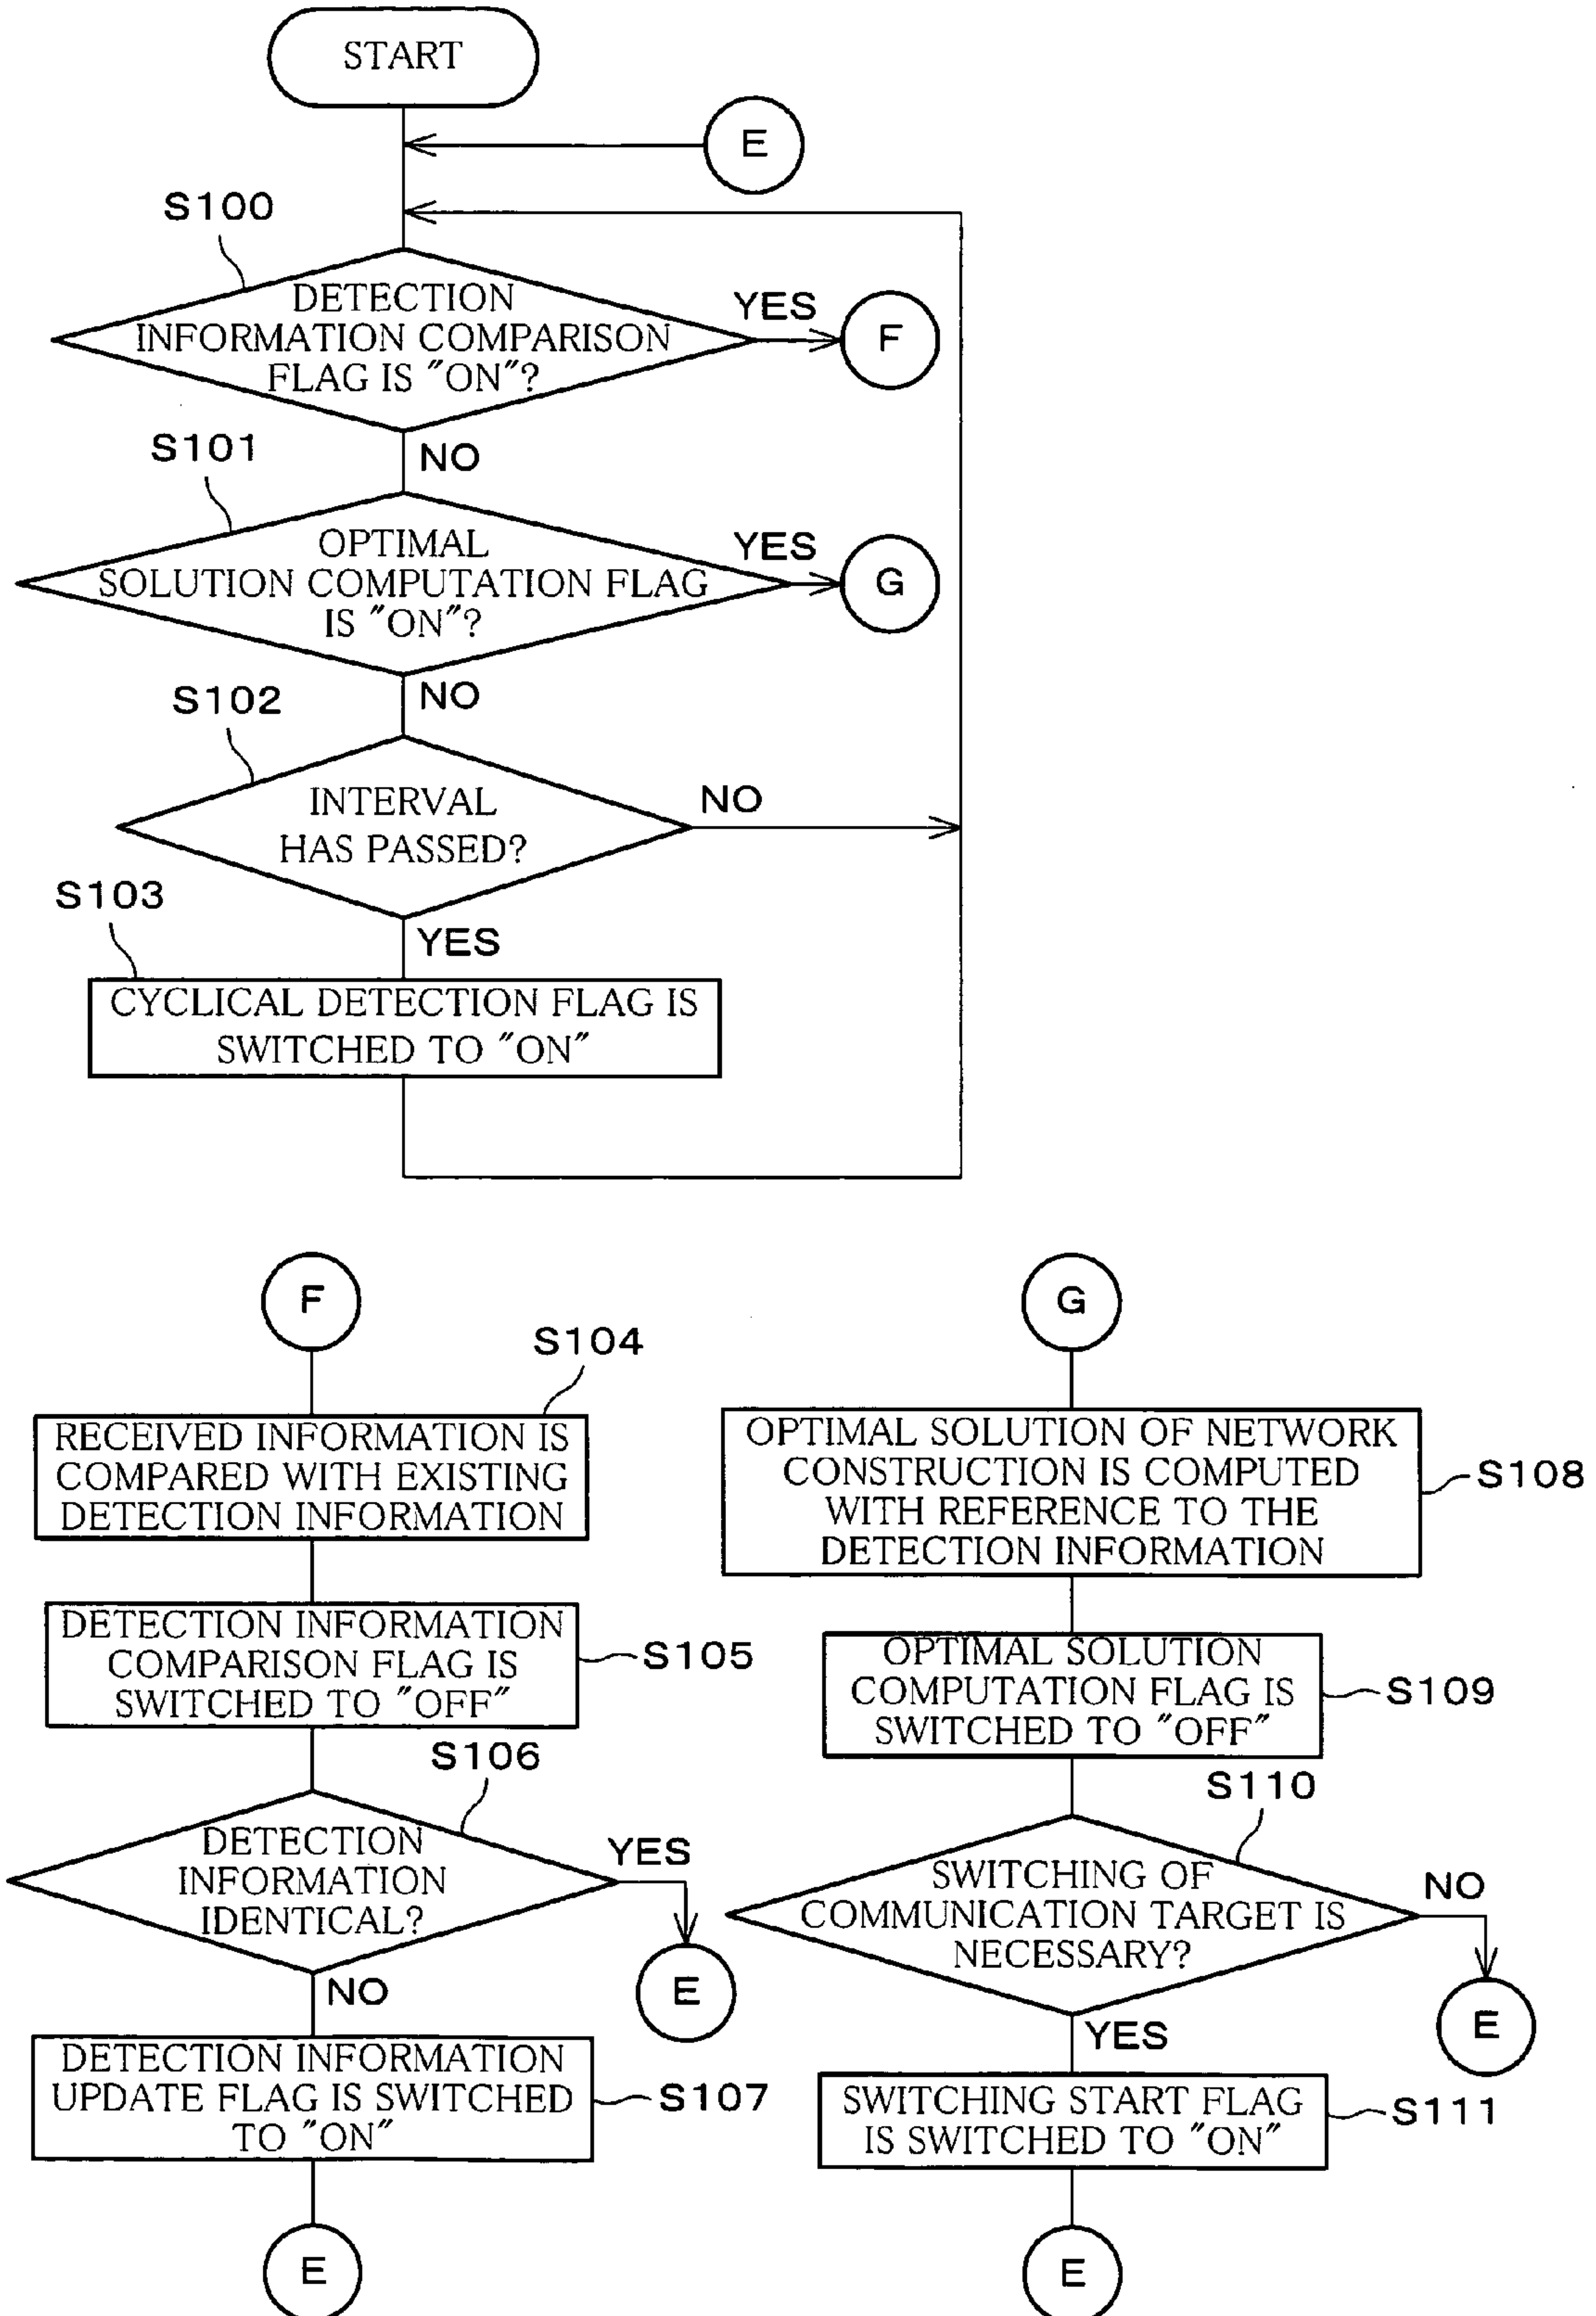 START
E
S100
DETECTION
INFORMATION COMPARISON
FLAG IS "ON"?
YES
F
NO
S101
OPTIMAL
SOLUTION COMPUTATION FLAG
IS "ON"?
YES
G
NO
S102
INTERVAL
HAS PASSED?
NO
YES
S103
CYCLICAL DETECTION FLAG IS
SWITCHED TO "ON"
F
S104
RECEIVED INFORMATION IS
COMPARED WITH EXISTING
DETECTION INFORMATION
DETECTION INFORMATION
COMPARISON FLAG IS
SWITCHED TO "OFF"
S105
S106
DETECTION
INFORMATION
IDENTICAL?
YES
E
NO
DETECTION INFORMATION
UPDATE FLAG IS SWITCHED
TO "ON"
S107
E
G
OPTIMAL SOLUTION OF NETWORK
CONSTRUCTION IS COMPUTED
WITH REFERENCE TO THE
DETECTION INFORMATION
S108
OPTIMAL SOLUTION
COMPUTATION FLAG IS
SWITCHED TO "OFF"
S109
S110
SWITCHING OF
COMMUNICATION TARGET IS
NECESSARY?
NO
E
YES
SWITCHING START FLAG
IS SWITCHED TO "ON"
S111
E